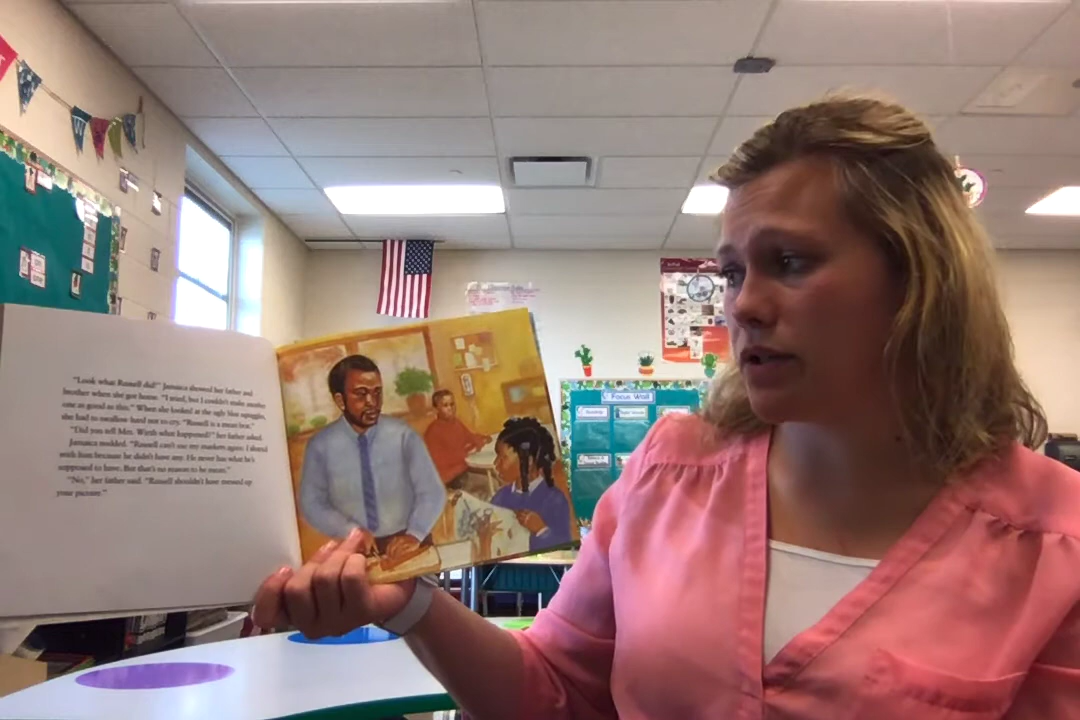 "Look what Russell did!" Jamaica showed her father and
brother when she got home. "I tried, but I couldn't make another
one as good as this." When she looked at the ugly blue squiggle,
she had to swallow hard not to cry. "Russell is a mean brat."
"Did you tell Mrs. Wirth what happened?" her father asked.
Jamaica nodded. "Russell can't use my markers again. I shared
with him because he didn't have any. He never has what he's
supposed to have. But that's no reason to be mean."
"No," her father said. "Russell shouldn't have messed up
your picture."
Focus Wall